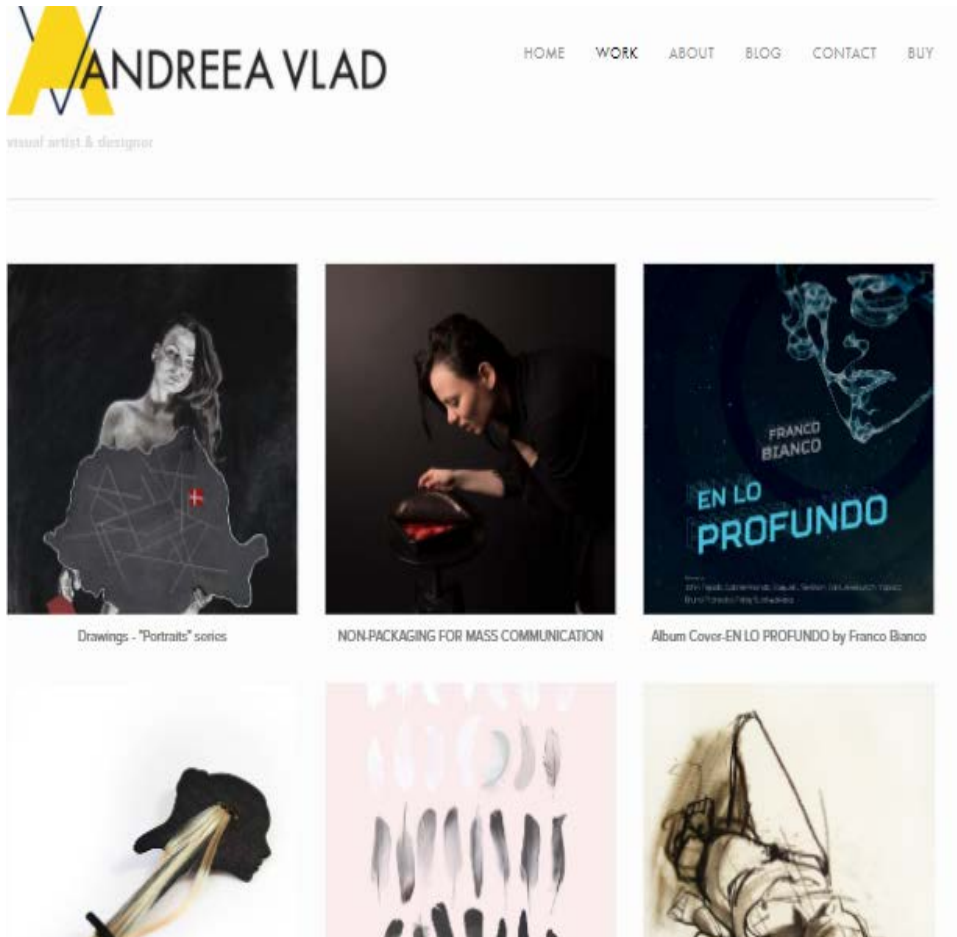 ANDREEA VLAD
HOME WORK ABOUT BLOG CONTACT BUY
visual artist & designer
FRANCO
BIANCO
EN LO
PROFUNDO
Drawings - "Portraits" series
NON-PACKAGING FOR MASS COMMUNICATION
Album Cover-EN LO PROFUNDO by Franco Bianco